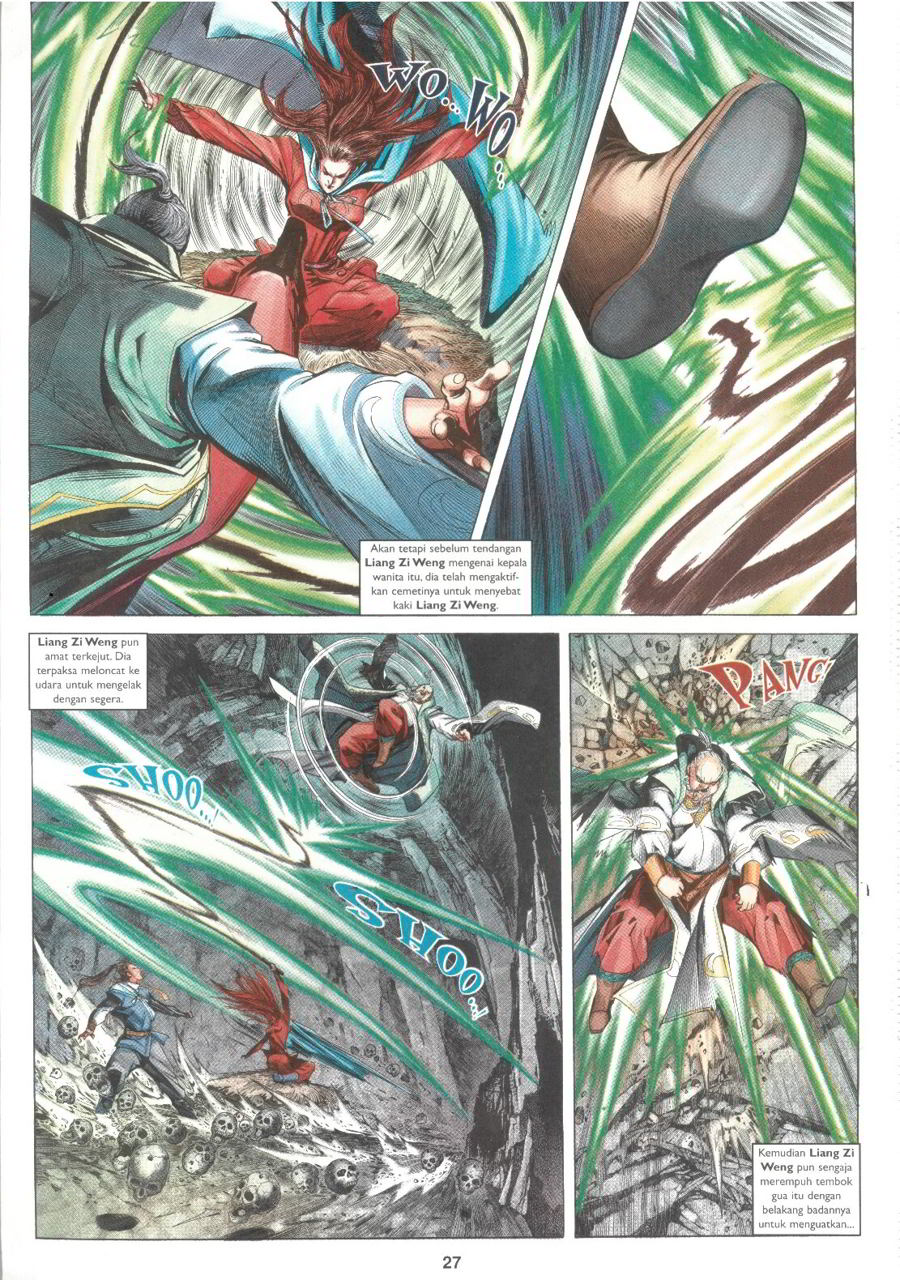 WO...WO...
Akan tetapi sebelum tendangan
Liang Zi Weng mengenai kepala
wanita itu, dia telah mengaktif-
kan cemetinya untuk menyebat
kaki Liang Zi Weng.
Liang Zi Weng pun
amat terkejut. Dia
terpaksa meloncat ke
udara untuk mengelak
dengan segera.
SHOO...!
SHOO...!
PANG!
Kemudian Liang Zi
Weng pun sengaja
merempuh tembok
gua itu dengan
belakang badannya
untuk menguatkan...
27